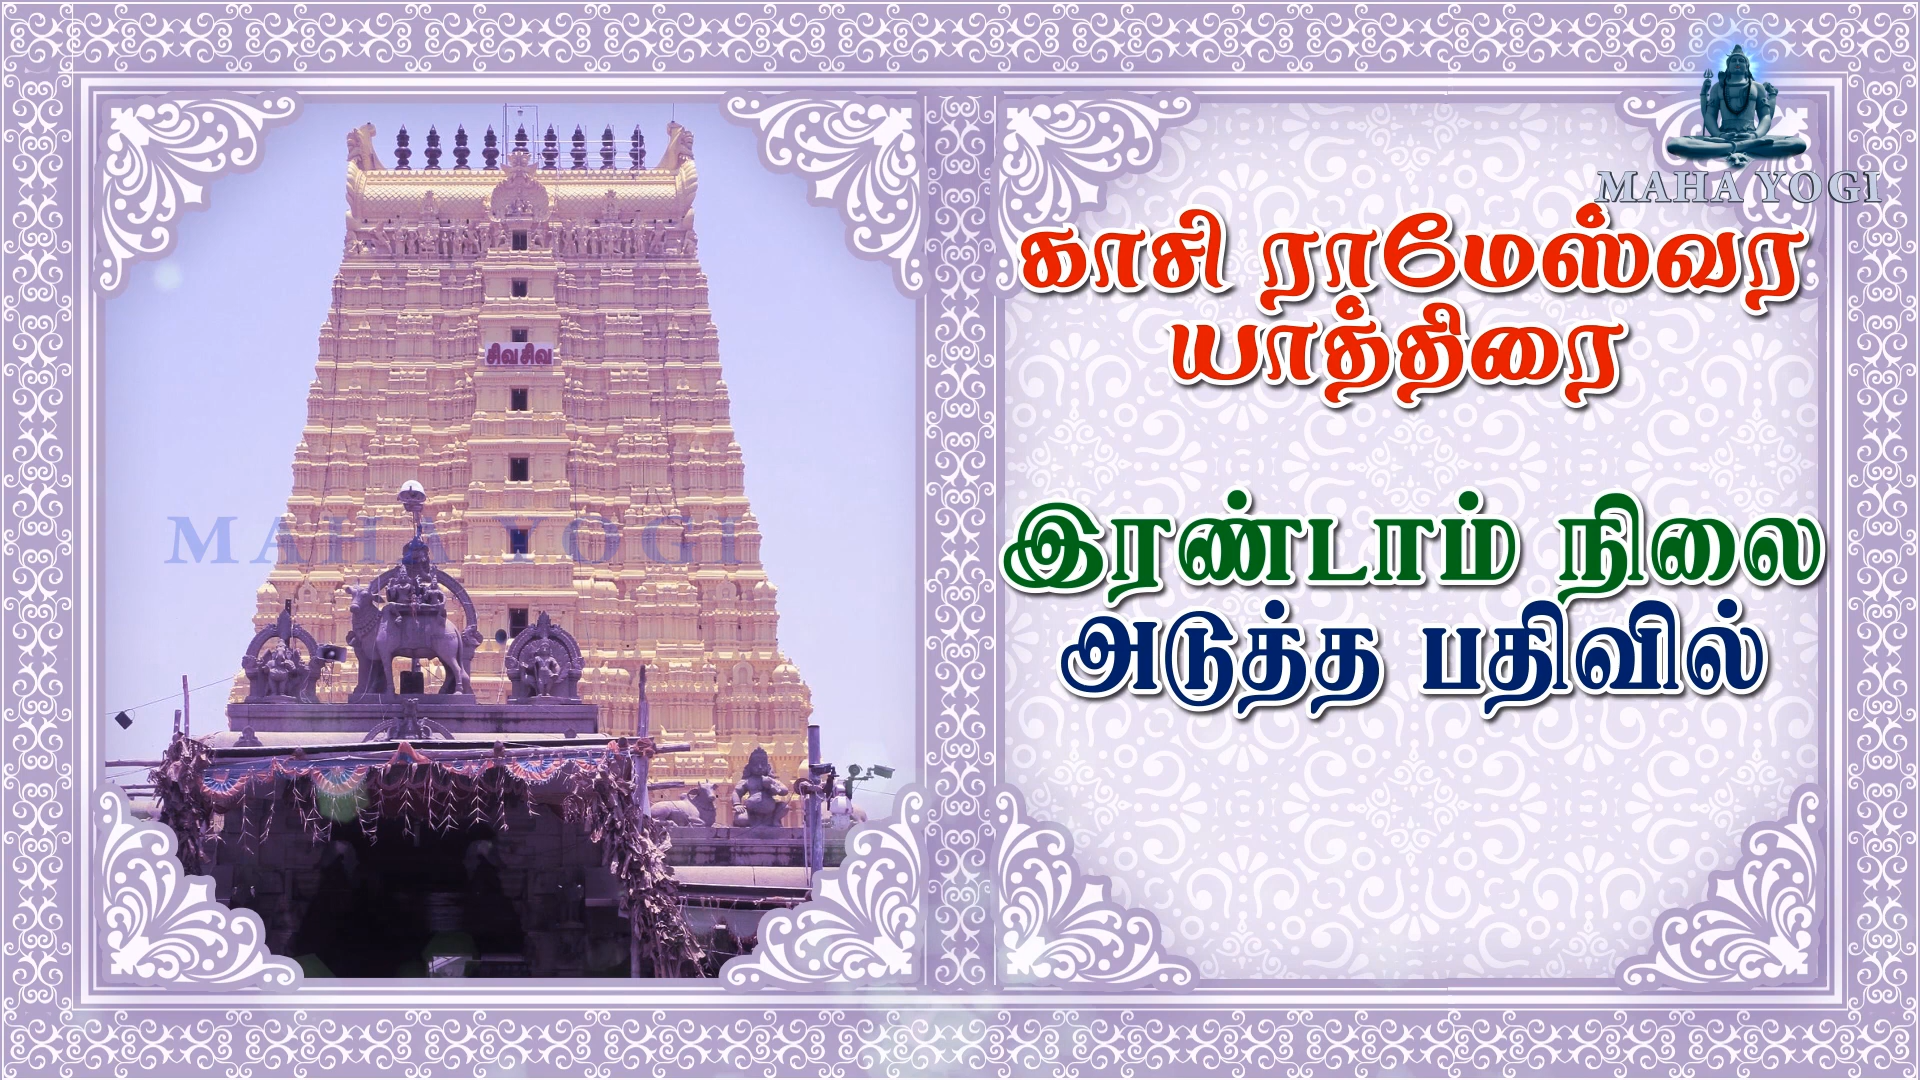 MAHA YOGI
காசி ராமேஸ்வர
யாத்திரை
சிவசிவ
MAHA YOGI
இரண்டாம் நிலை
அடுத்த பதிவில்